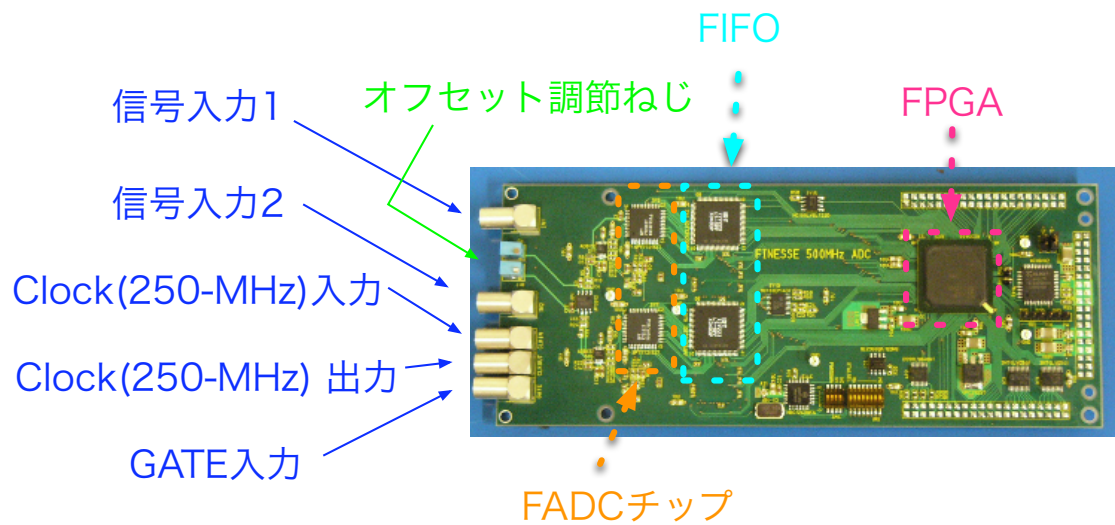 FIFO
オフセット調節ねじ
FPGA
信号入力1
信号入力2
FINESSE 500MHz ADC
Clock(250-MHz)入力
Clock(250-MHz) 出力
GATE入力
FADCチップ